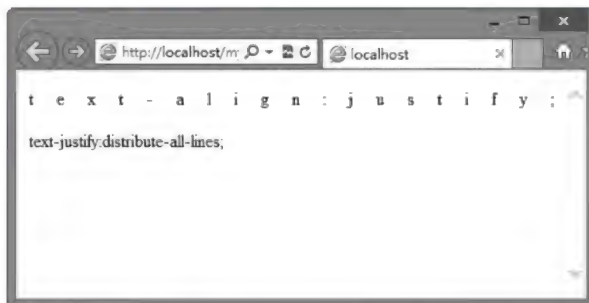 http://localhost/m
localhost
t e x t - a l i g n : j u s t i f y ;
text-justify:distribute-all-lines;